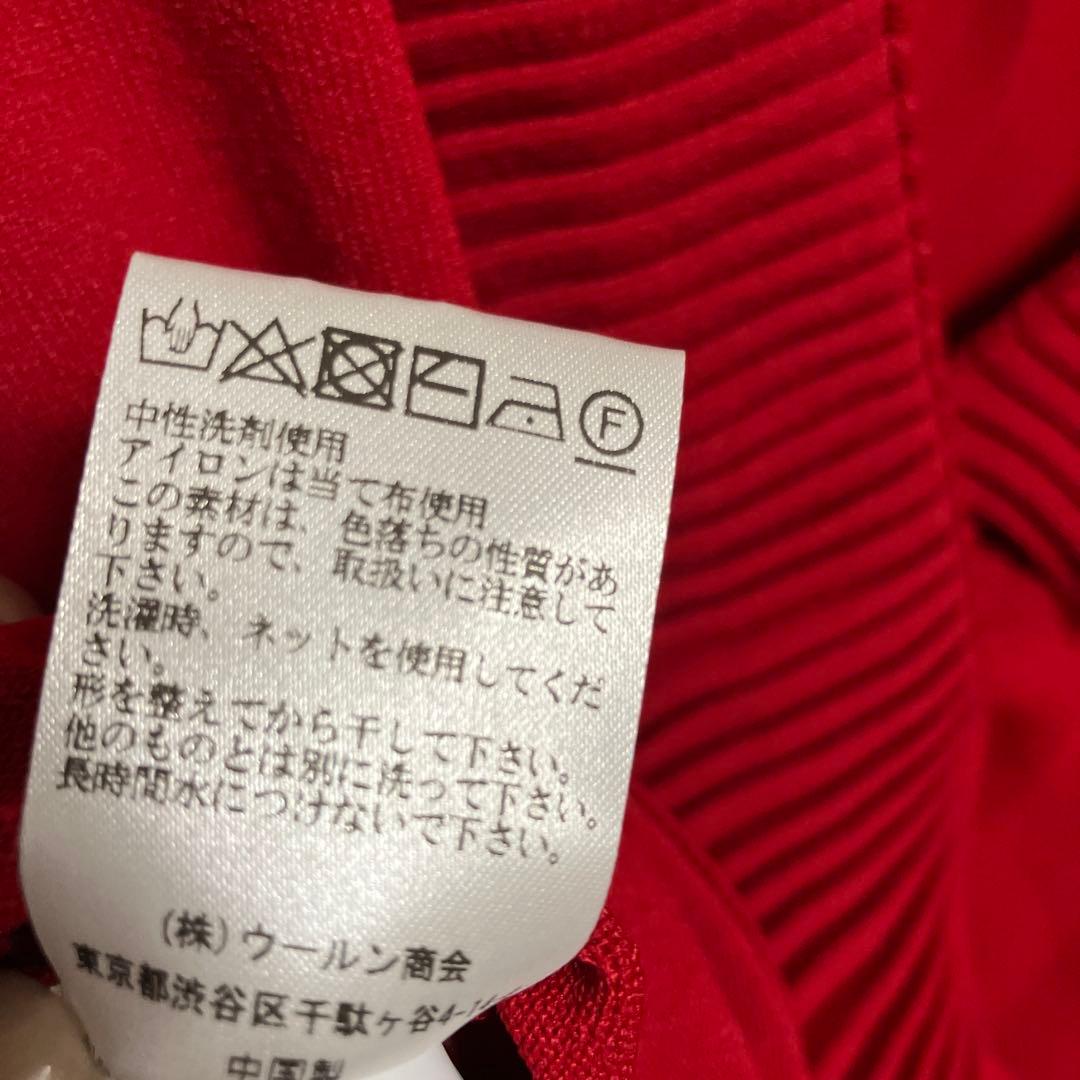 F
中性洗剤使用
アイロンは当て布使用
この素材は、色落ちの性質があ
りますので、取扱いに注意して
下さい。
洗濯時、ネットを使用してくだ
さい。
形を整えてから干して下さい。
他のものとは別に洗って下さい。
長時間水につけないで下さい。
(株)ウールン商会
東京都渋谷区千駄ヶ谷4-
中国製